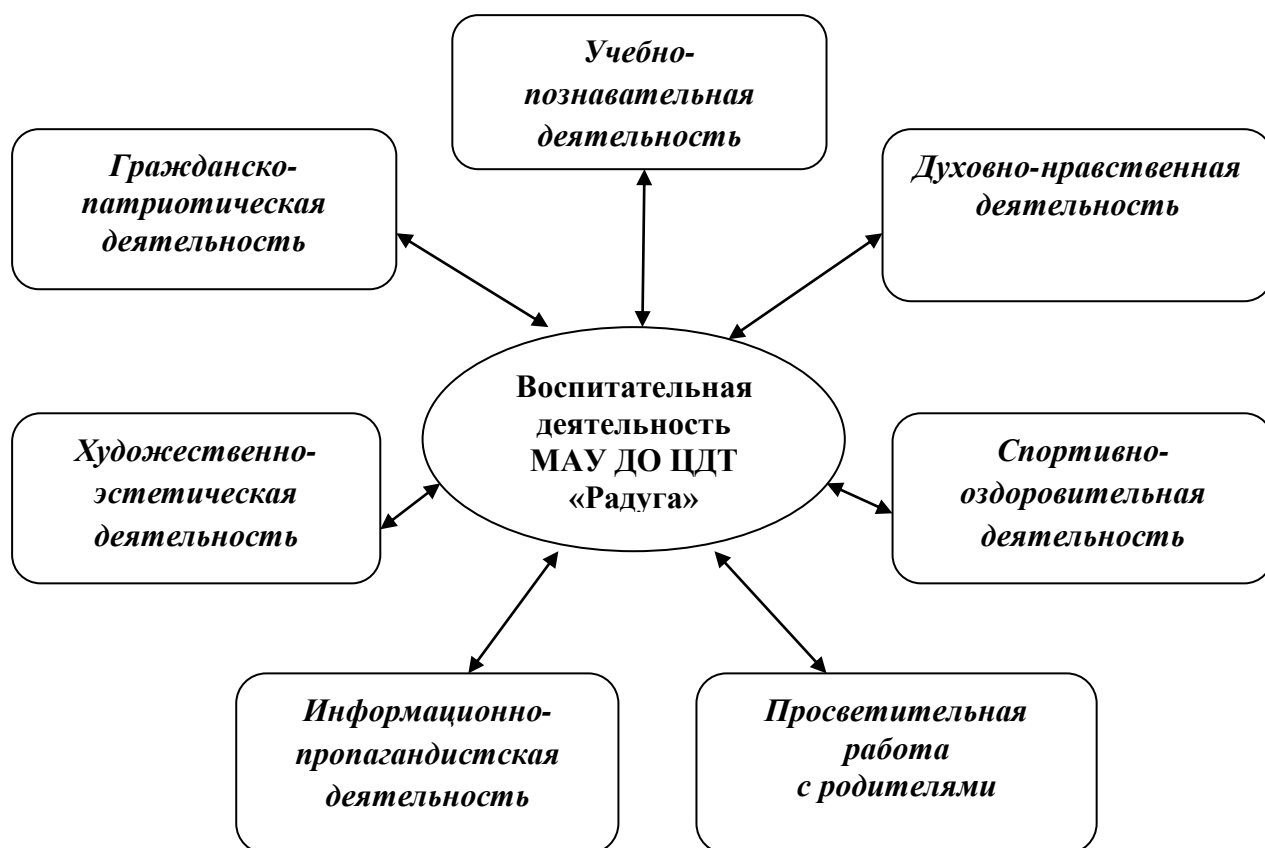 Учебно-
познавательная
деятельность
Гражданско-
патриотическая
деятельность
Духовно-нравственная
деятельность
Воспитательная
деятельность
МАУ ДО ЦДТ
«Радуга»
Художественно-
эстетическая
деятельность
Спортивно-
оздоровительная
деятельность
Информационно-
пропагандистская
деятельность
Просветительная
работа
с родителями